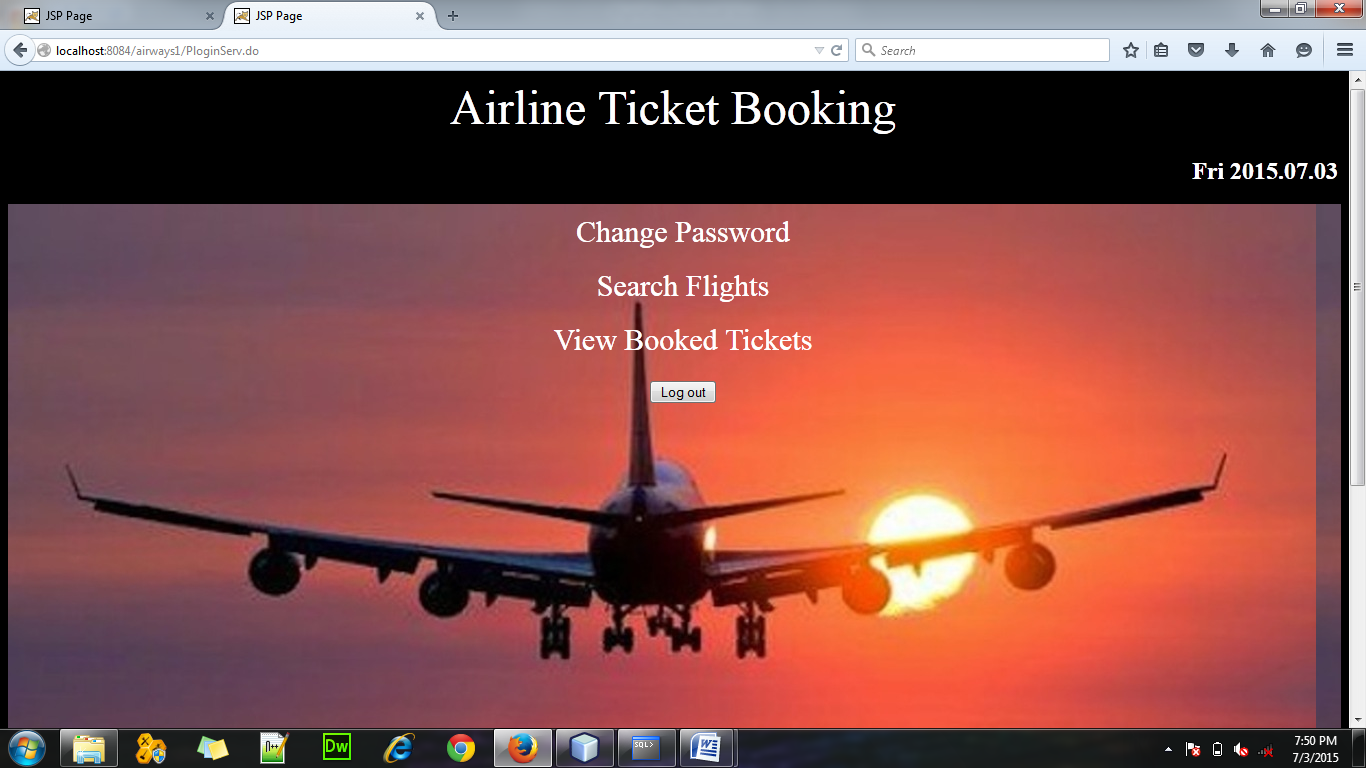 JSP Page
JSP Page
localhost:8084/airways1/PloginServ.do
Search
Airline Ticket Booking
Fri 2015.07.03
Change Password
Search Flights
View Booked Tickets
Log out
Dw
SQL>
7:50 PM
7/3/2015